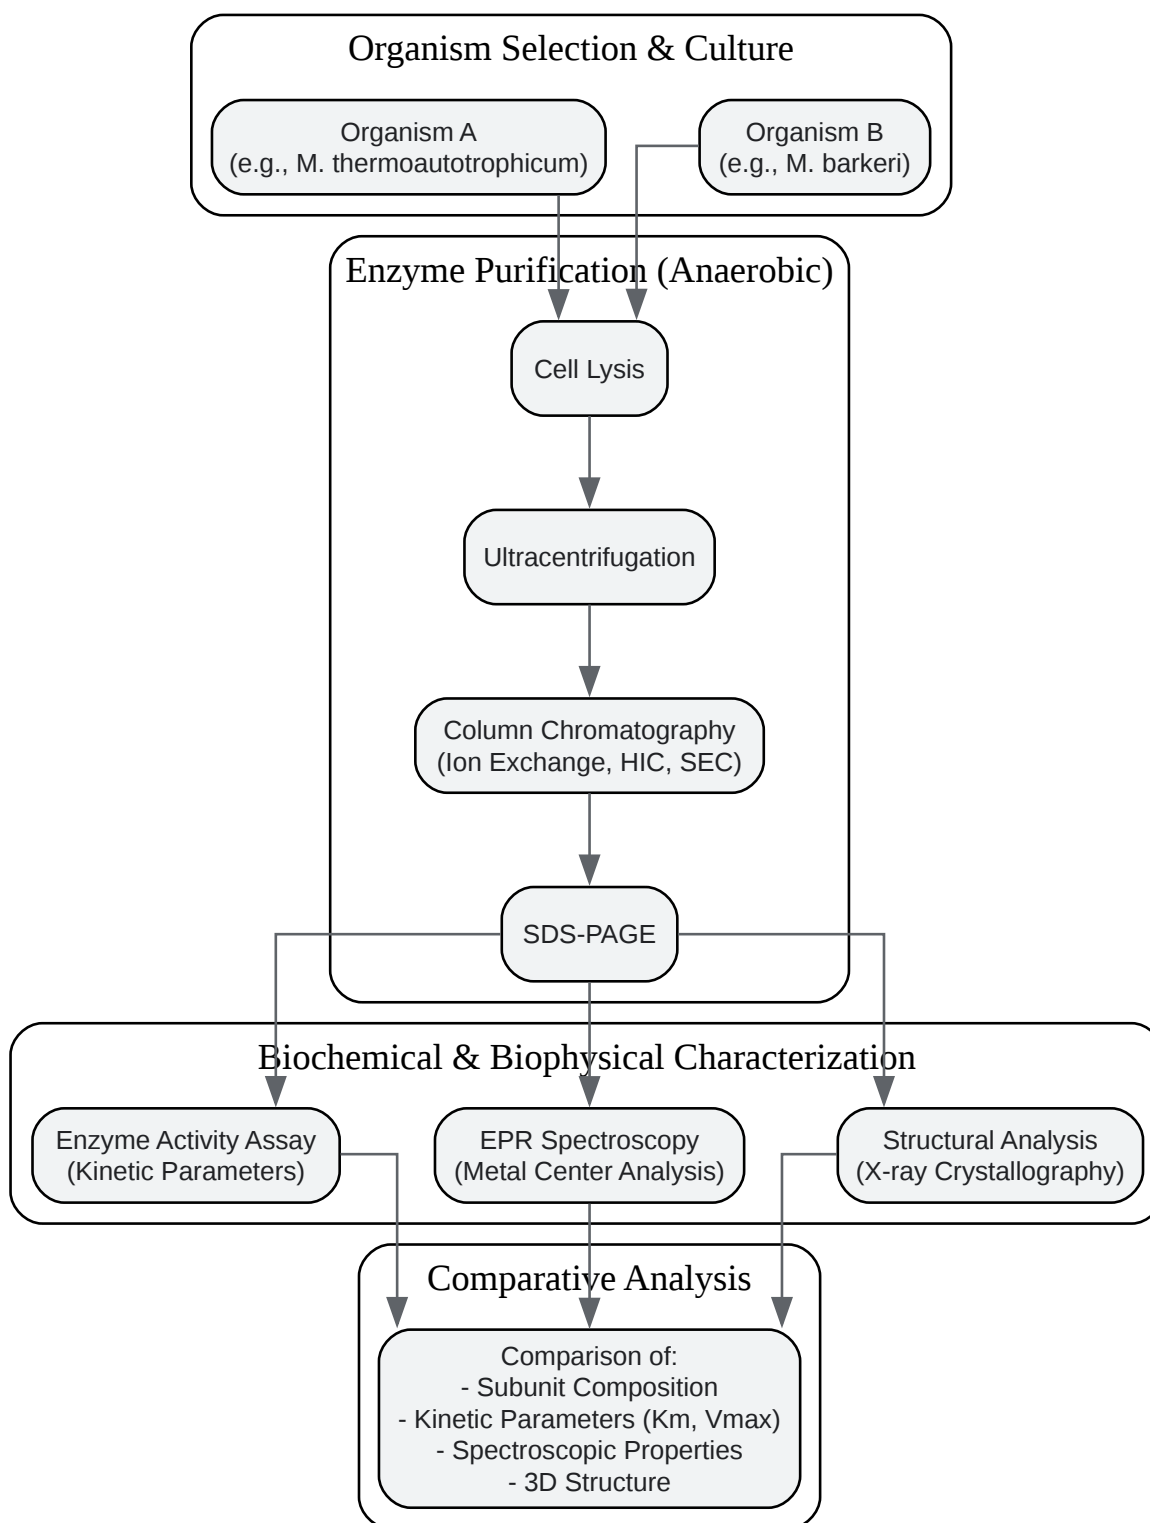 Organism Selection & Culture
Organism A
(e.g., M. thermoautotrophicum)
Organism B
(e.g., M. barkeri)
Enzyme Purification (Anaerobic)
Cell Lysis
Ultracentrifugation
Column Chromatography
(Ion Exchange, HIC, SEC)
SDS-PAGE
Biochemical & Biophysical Characterization
Enzyme Activity Assay
(Kinetic Parameters)
EPR Spectroscopy
(Metal Center Analysis)
Structural Analysis
(X-ray Crystallography)
Comparative Analysis
Comparison of:
- Subunit Composition
- Kinetic Parameters (Km, Vmax)
- Spectroscopic Properties
- 3D Structure